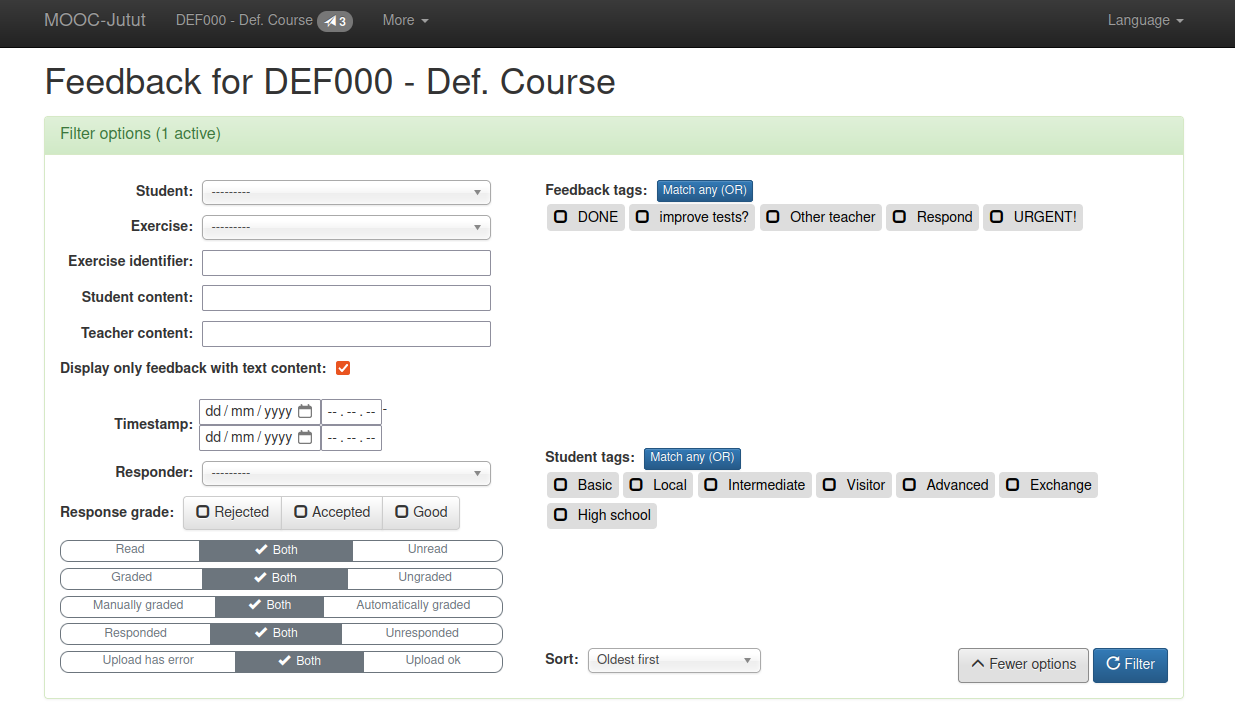 MOOC-Jutut DEF000 - Def. Course 3 More Language
Feedback for DEF000 - Def. Course
Filter options (1 active)
Student: ---------
Exercise: ---------
Exercise identifier:
Student content:
Teacher content:
Display only feedback with text content:
Timestamp: dd / mm / yyyy -- . -- . -- -
dd / mm / yyyy -- . -- . --
Responder: ---------
Response grade: Rejected Accepted Good
Read Both Unread
Graded Both Ungraded
Manually graded Both Automatically graded
Responded Both Unresponded
Upload has error Both Upload ok
Feedback tags: Match any (OR)
DONE improve tests? Other teacher Respond URGENT!
Student tags: Match any (OR)
Basic Local Intermediate Visitor Advanced Exchange
High school
Sort: Oldest first
Fewer options Filter